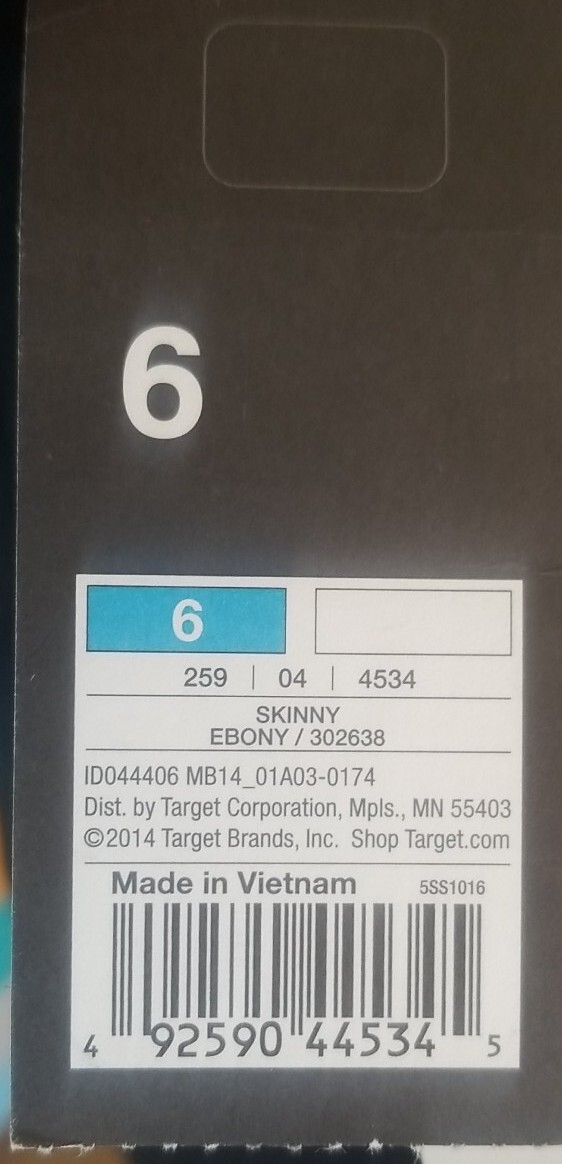 6
6
259 | 04 | 4534
SKINNY
EBONY / 302638
ID044406 MB14_01A03-0174
Dist. by Target Corporation, Mpls., MN 55403
©2014 Target Brands, Inc. Shop Target.com
Made in Vietnam 5SS1016
4 92590 44534 5